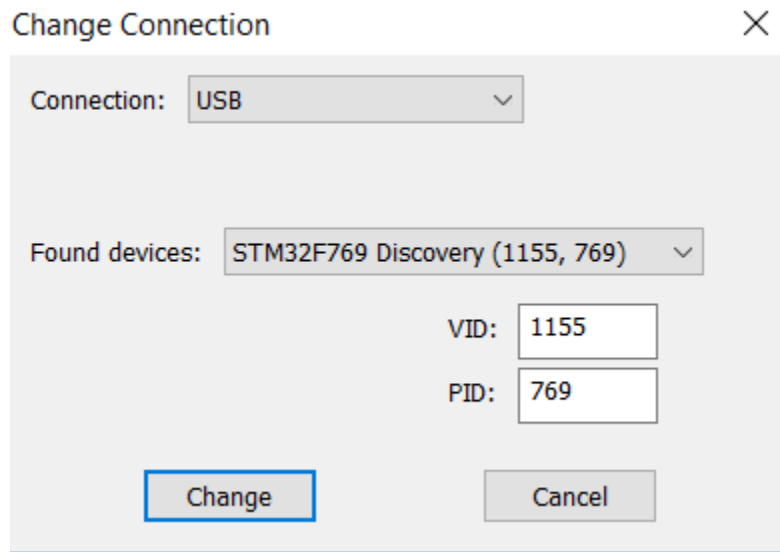 Change Connection
Connection: USB
Found devices: STM32F769 Discovery (1155, 769)
VID: 1155
PID: 769
Change Cancel